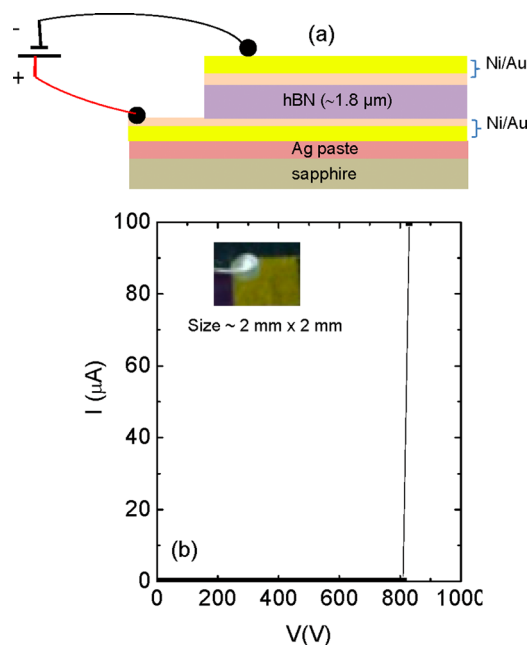 (a)
-
+
Ni/Au
hBN (~1.8 µm)
Ni/Au
Ag paste
sapphire
100
80
60
40
20
0
I (µA)
Size ~ 2 mm x 2 mm
(b)
0 200 400 600 800 1000
V(V)